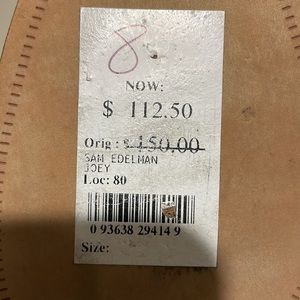 8
NOW:
$ 112.50
Orig : $ 150.00
SAM EDELMAN
JOEY
Loc: 80
0 93638 29414 9
Size: